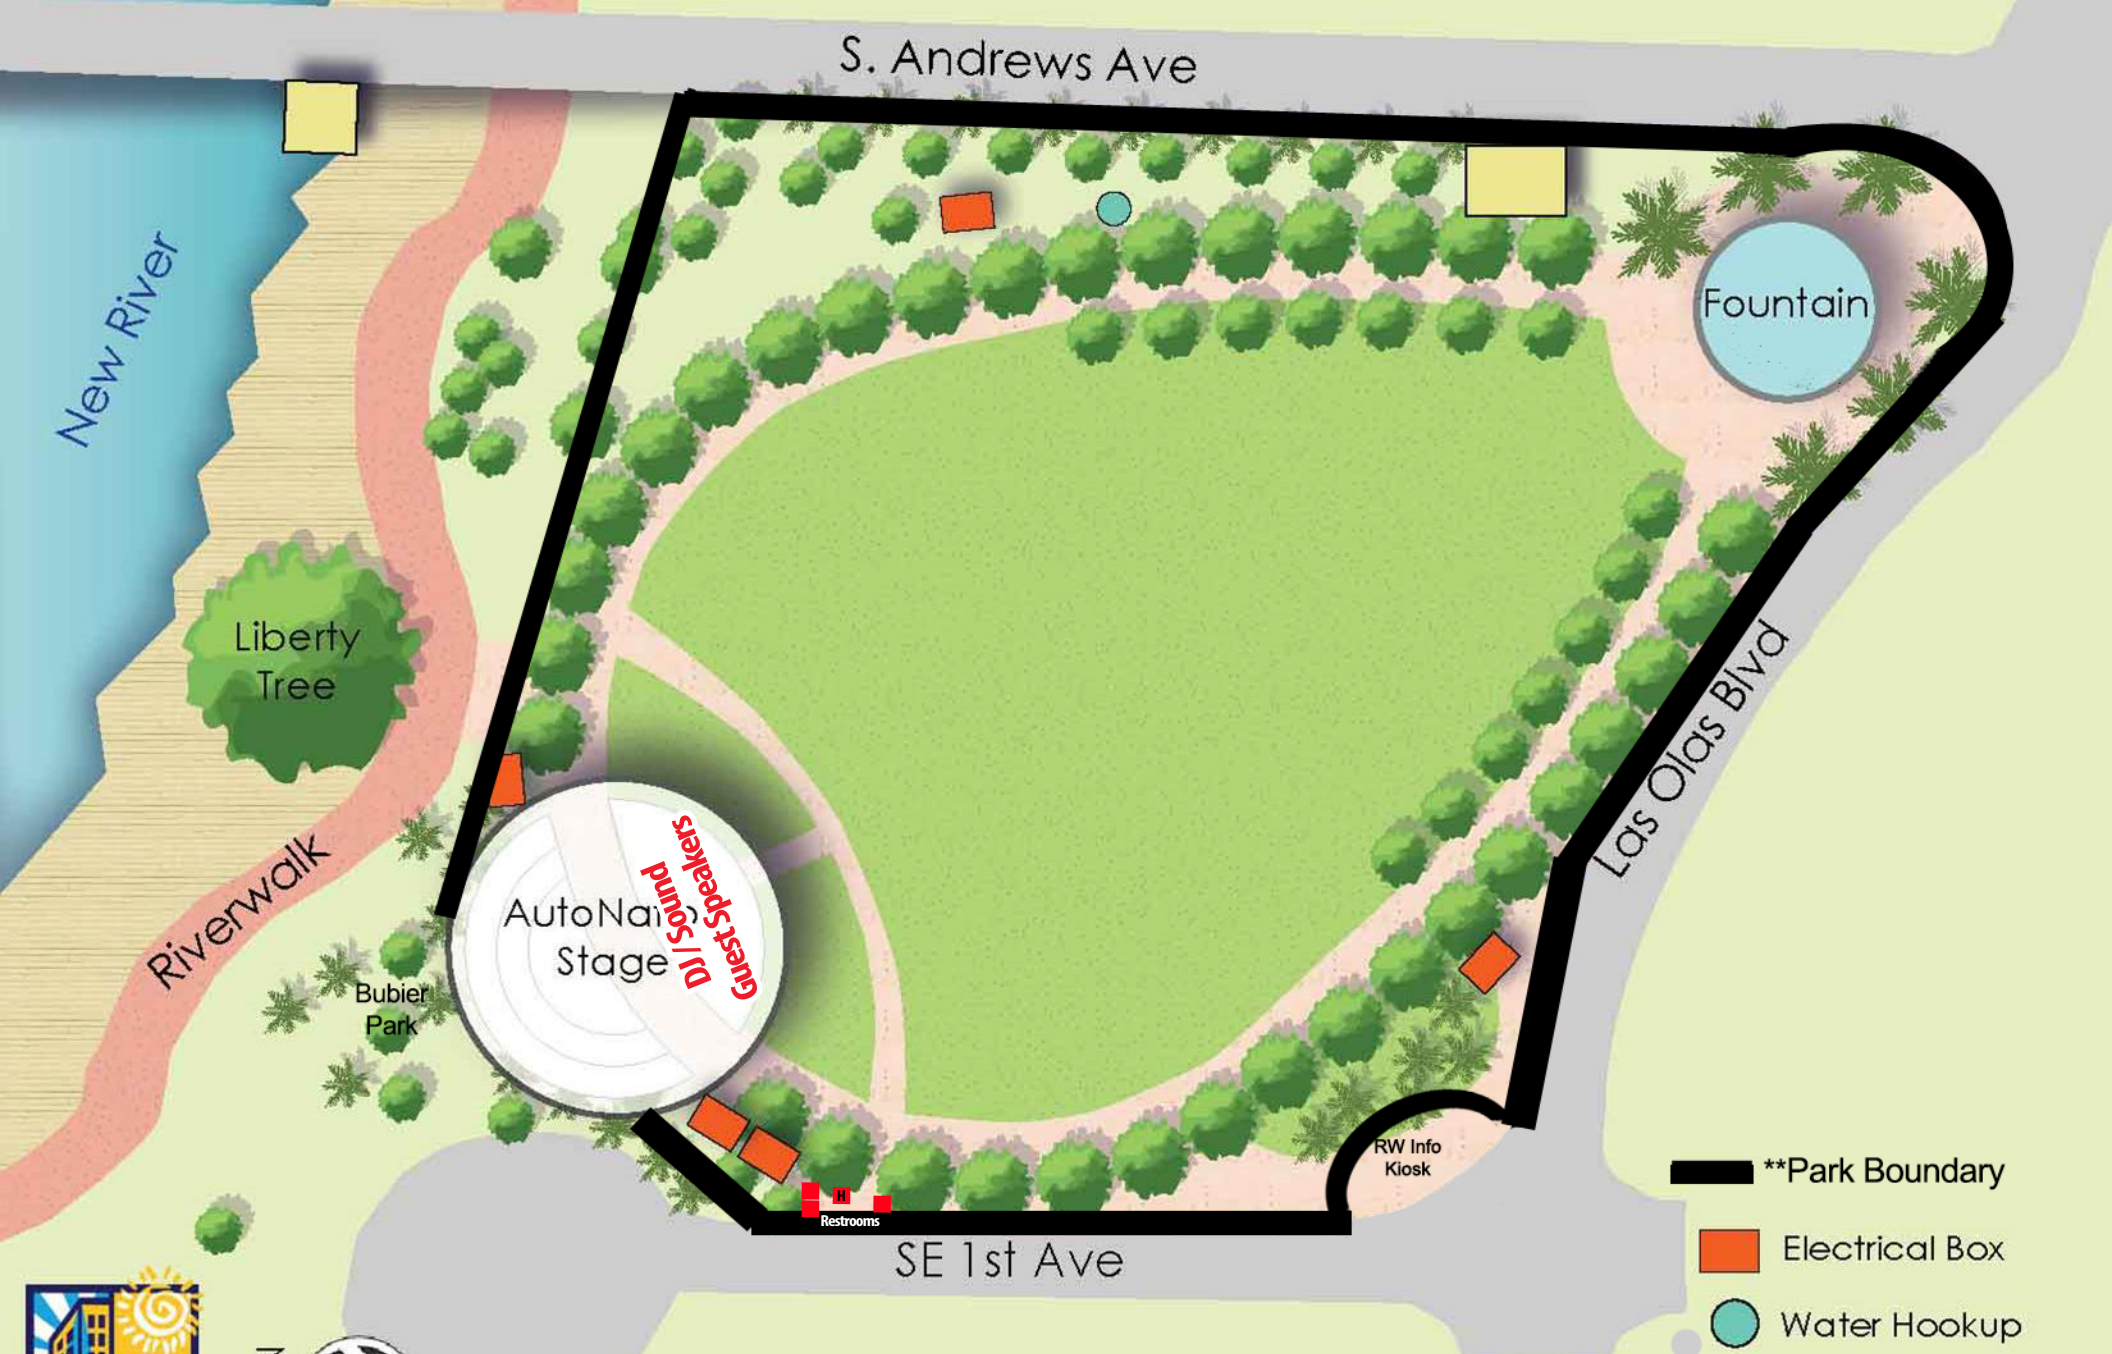 S. Andrews Ave
New River
Fountain
Liberty
Tree
Las Olas Blvd
Guest Speakers
DJ / Sound
Stage
Riverwalk
Bubier
Park
RW Info
Kiosk
H
Restrooms
SE 1st Ave
**Park Boundary
Electrical Box
Water Hookup